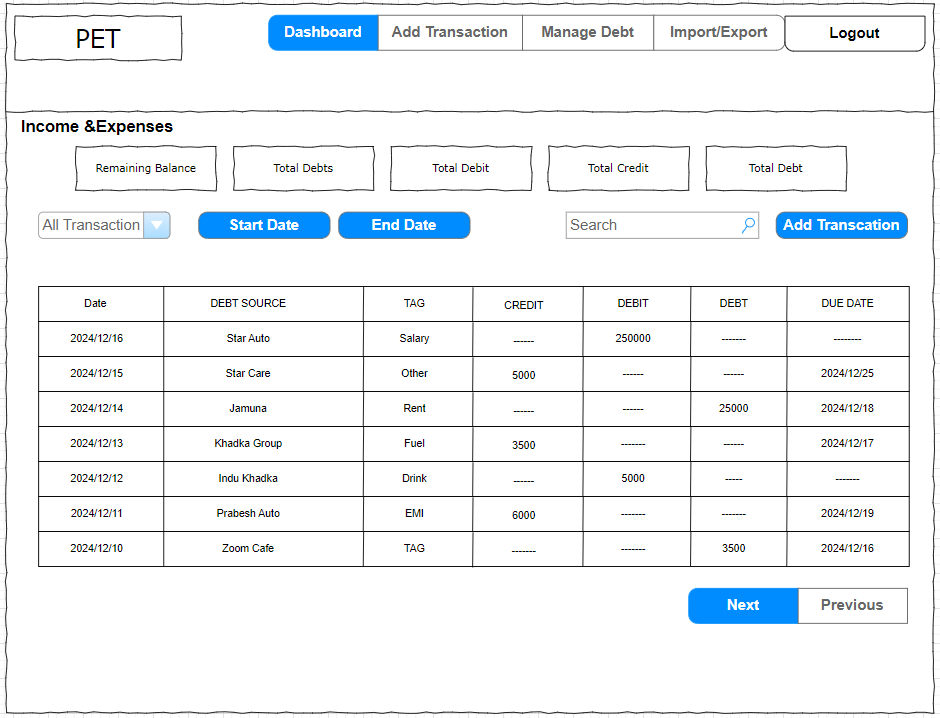 PET
Dashboard Add Transaction Manage Debt Import/Export Logout
Income &Expenses
Remaining Balance Total Debts Total Debit Total Credit Total Debt
All Transaction Start Date End Date Search Add Transcation
Date DEBT SOURCE TAG CREDIT DEBIT DEBT DUE DATE
2024/12/16 Star Auto Salary ------ 250000 ------- --------
2024/12/15 Star Care Other 5000 ------ ------ 2024/12/25
2024/12/14 Jamuna Rent ------ ------ 25000 2024/12/18
2024/12/13 Khadka Group Fuel 3500 ------- ------ 2024/12/17
2024/12/12 Indu Khadka Drink ------ 5000 ----- -------
2024/12/11 Prabesh Auto EMI 6000 ------- ------- 2024/12/19
2024/12/10 Zoom Cafe TAG ------- ------- 3500 2024/12/16
Next Previous